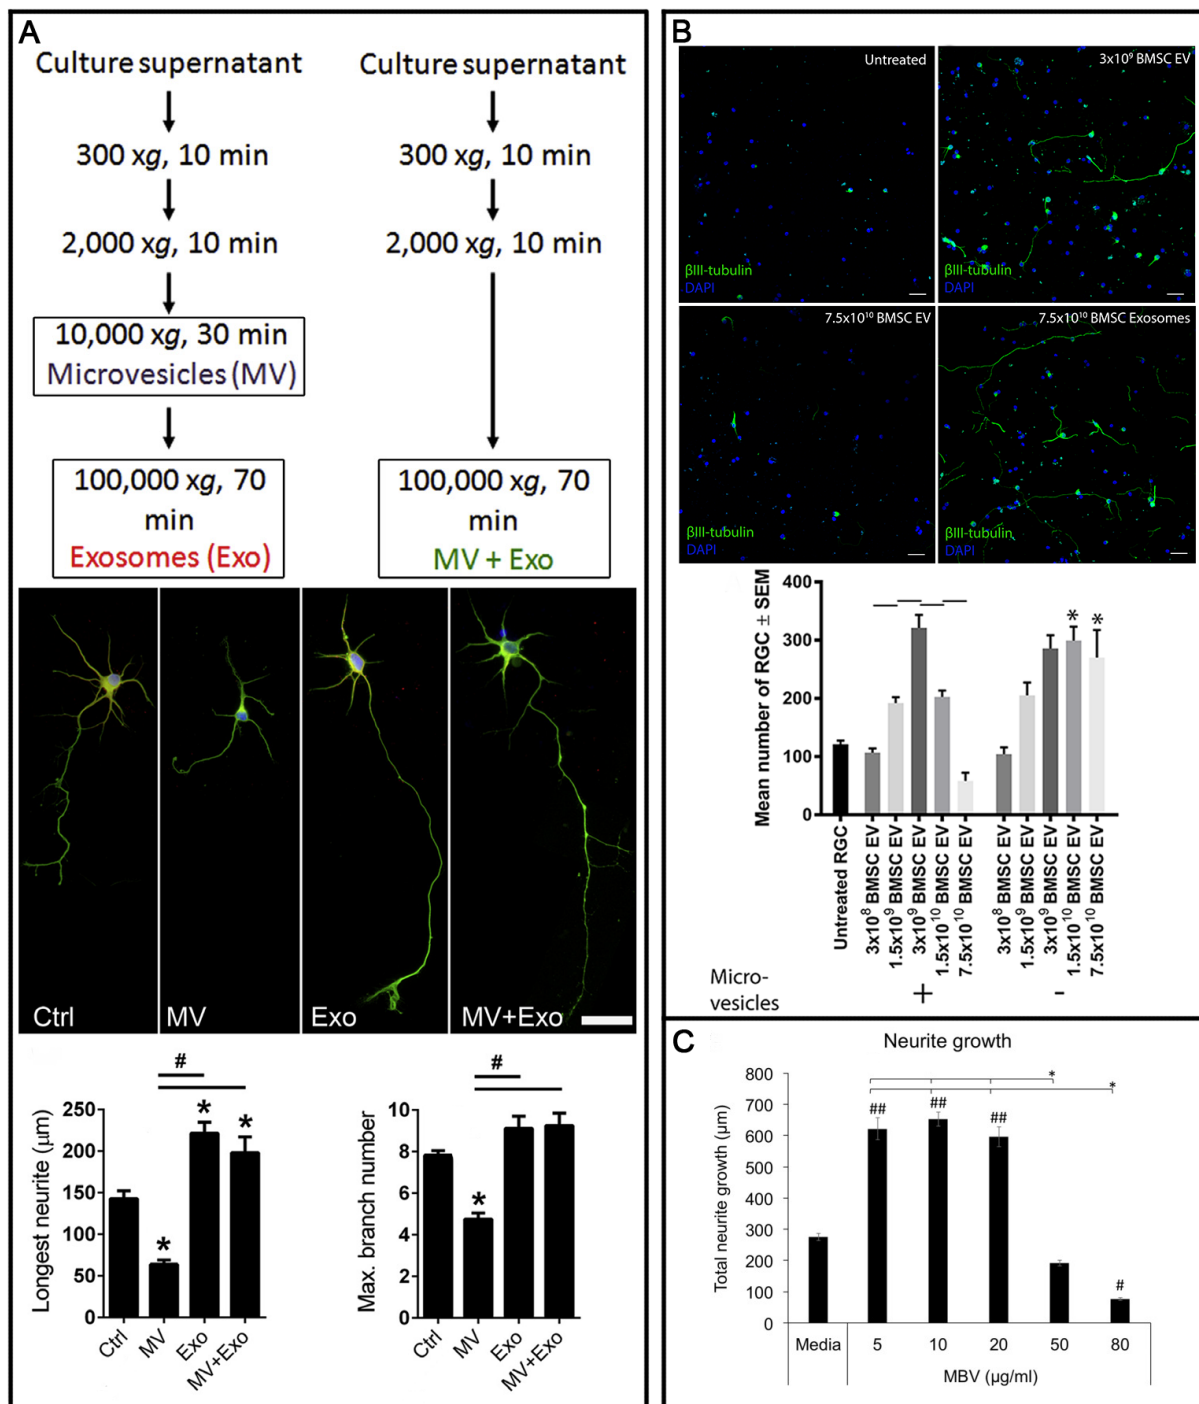 A
Culture supernatant
300 xg, 10 min
2,000 xg, 10 min
10,000 xg, 30 min
Microvesicles (MV)
100,000 xg, 70
min
Exosomes (Exo)
Culture supernatant
300 xg, 10 min
2,000 xg, 10 min
100,000 xg, 70
min
MV + Exo
Ctrl
MV
Exo
MV+Exo
Longest neurite (µm)
250
200
150
100
50
0
#
*
*
*
*
Ctrl
MV
Exo
MV+Exo
Max. branch number
10
8
6
4
2
0
#
*
Ctrl
MV
Exo
MV+Exo
B
Untreated
βIII-tubulin
DAPI
3x10⁹ BMSC EV
βIII-tubulin
DAPI
7.5x10¹⁰ BMSC EV
βIII-tubulin
DAPI
7.5x10¹⁰ BMSC Exosomes
βIII-tubulin
DAPI
Mean number of RGC ± SEM
400
300
200
100
0
*
*
Untreated RGC
3x10⁸ BMSC EV
1.5x10⁹ BMSC EV
3x10⁹ BMSC EV
1.5x10¹⁰ BMSC EV
7.5x10¹⁰ BMSC EV
3x10⁸ BMSC EV
1.5x10⁹ BMSC EV
3x10⁹ BMSC EV
1.5x10¹⁰ BMSC EV
7.5x10¹⁰ BMSC EV
Micro-
vesicles
+
-
C
Neurite growth
Total neurite growth (µm)
800
700
600
500
400
300
200
100
0
*
*
##
##
##
#
Media
5
10
20
50
80
MBV (µg/ml)